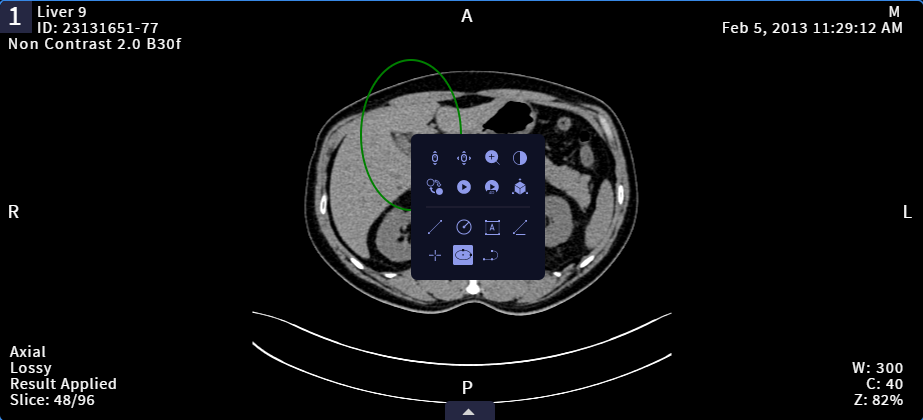 1
Liver 9
ID: 23131651-77
Non Contrast 2.0 B30f
A
M
Feb 5, 2013 11:29:12 AM
R
L
A
Axial
Lossy
Result Applied
Slice: 48/96
P
W: 300
C: 40
Z: 82%